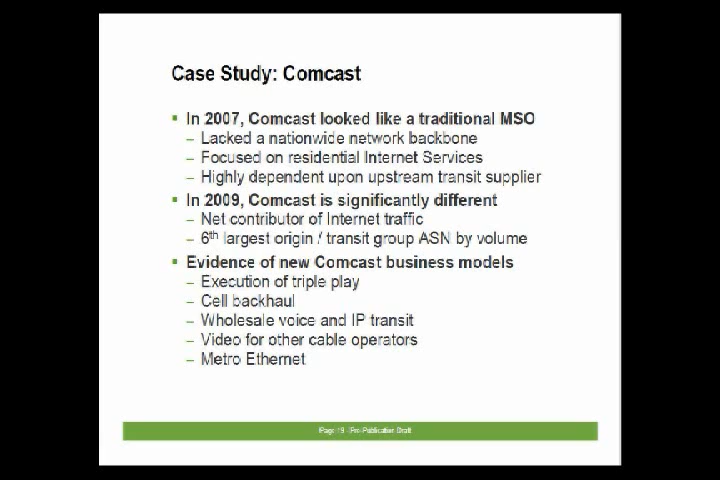 Case Study: Comcast
▪ In 2007, Comcast looked like a traditional MSO
– Lacked a nationwide network backbone
– Focused on residential Internet Services
– Highly dependent upon upstream transit supplier
▪ In 2009, Comcast is significantly different
– Net contributor of Internet traffic
– 6th largest origin / transit group ASN by volume
▪ Evidence of new Comcast business models
– Execution of triple play
– Cell backhaul
– Wholesale voice and IP transit
– Video for other cable operators
– Metro Ethernet
Page 19 - Pre-Publication Draft